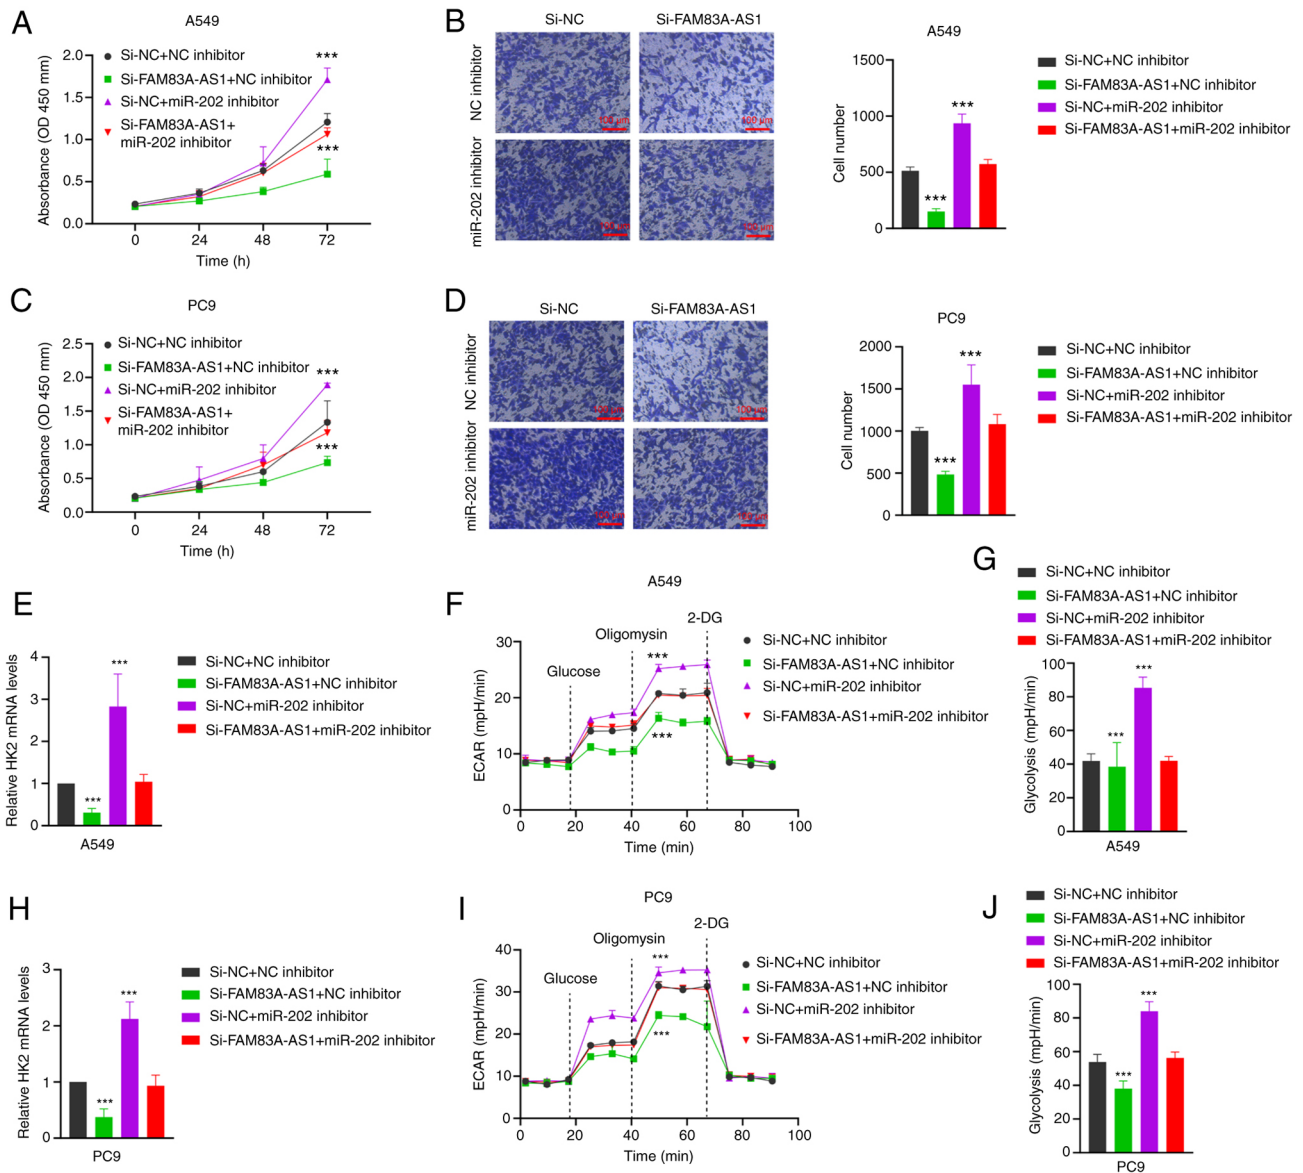 A
A549
Si-NC+NC inhibitor
Si-FAM83A-AS1+NC inhibitor
Si-NC+miR-202 inhibitor
Si-FAM83A-AS1+
miR-202 inhibitor
***
***
Absorbance (OD 450 mm)
2.0
1.5
1.0
0.5
0.0
0 24 48 72
Time (h)
B
Si-NC Si-FAM83A-AS1
NC inhibitor
miR-202 inhibitor
100 μm 100 μm
100 μm 100 μm
A549
Cell number
1500
1000
500
0
***
***
Si-NC+NC inhibitor
Si-FAM83A-AS1+NC inhibitor
Si-NC+miR-202 inhibitor
Si-FAM83A-AS1+miR-202 inhibitor
C
PC9
Si-NC+NC inhibitor
Si-FAM83A-AS1+NC inhibitor
Si-NC+miR-202 inhibitor
Si-FAM83A-AS1+
miR-202 inhibitor
***
***
Absorbance (OD 450 mm)
2.5
2.0
1.5
1.0
0.5
0.0
0 24 48 72
Time (h)
D
Si-NC Si-FAM83A-AS1
NC inhibitor
miR-202 inhibitor
100 μm 100 μm
100 μm 100 μm
PC9
Cell number
2000
1500
1000
500
0
***
***
Si-NC+NC inhibitor
Si-FAM83A-AS1+NC inhibitor
Si-NC+miR-202 inhibitor
Si-FAM83A-AS1+miR-202 inhibitor
E
Relative HK2 mRNA levels
4
3
2
1
0
***
***
A549
Si-NC+NC inhibitor
Si-FAM83A-AS1+NC inhibitor
Si-NC+miR-202 inhibitor
Si-FAM83A-AS1+miR-202 inhibitor
F
A549
Glucose
Oligomysin
2-DG
***
***
ECAR (mpH/min)
30
20
10
0
0 20 40 60 80 100
Time (min)
Si-NC+NC inhibitor
Si-FAM83A-AS1+NC inhibitor
Si-NC+miR-202 inhibitor
Si-FAM83A-AS1+miR-202 inhibitor
G
Si-NC+NC inhibitor
Si-FAM83A-AS1+NC inhibitor
Si-NC+miR-202 inhibitor
Si-FAM83A-AS1+miR-202 inhibitor
Glycolysis (mpH/min)
100
80
60
40
20
0
***
***
A549
H
Relative HK2 mRNA levels
3
2
1
0
***
***
PC9
Si-NC+NC inhibitor
Si-FAM83A-AS1+NC inhibitor
Si-NC+miR-202 inhibitor
Si-FAM83A-AS1+miR-202 inhibitor
I
PC9
Glucose
Oligomysin
2-DG
***
***
ECAR (mpH/min)
40
30
20
10
0
0 20 40 60 80 100
Time (min)
Si-NC+NC inhibitor
Si-FAM83A-AS1+NC inhibitor
Si-NC+miR-202 inhibitor
Si-FAM83A-AS1+miR-202 inhibitor
J
Si-NC+NC inhibitor
Si-FAM83A-AS1+NC inhibitor
Si-NC+miR-202 inhibitor
Si-FAM83A-AS1+miR-202 inhibitor
Glycolysis (mpH/min)
100
80
60
40
20
0
***
***
PC9